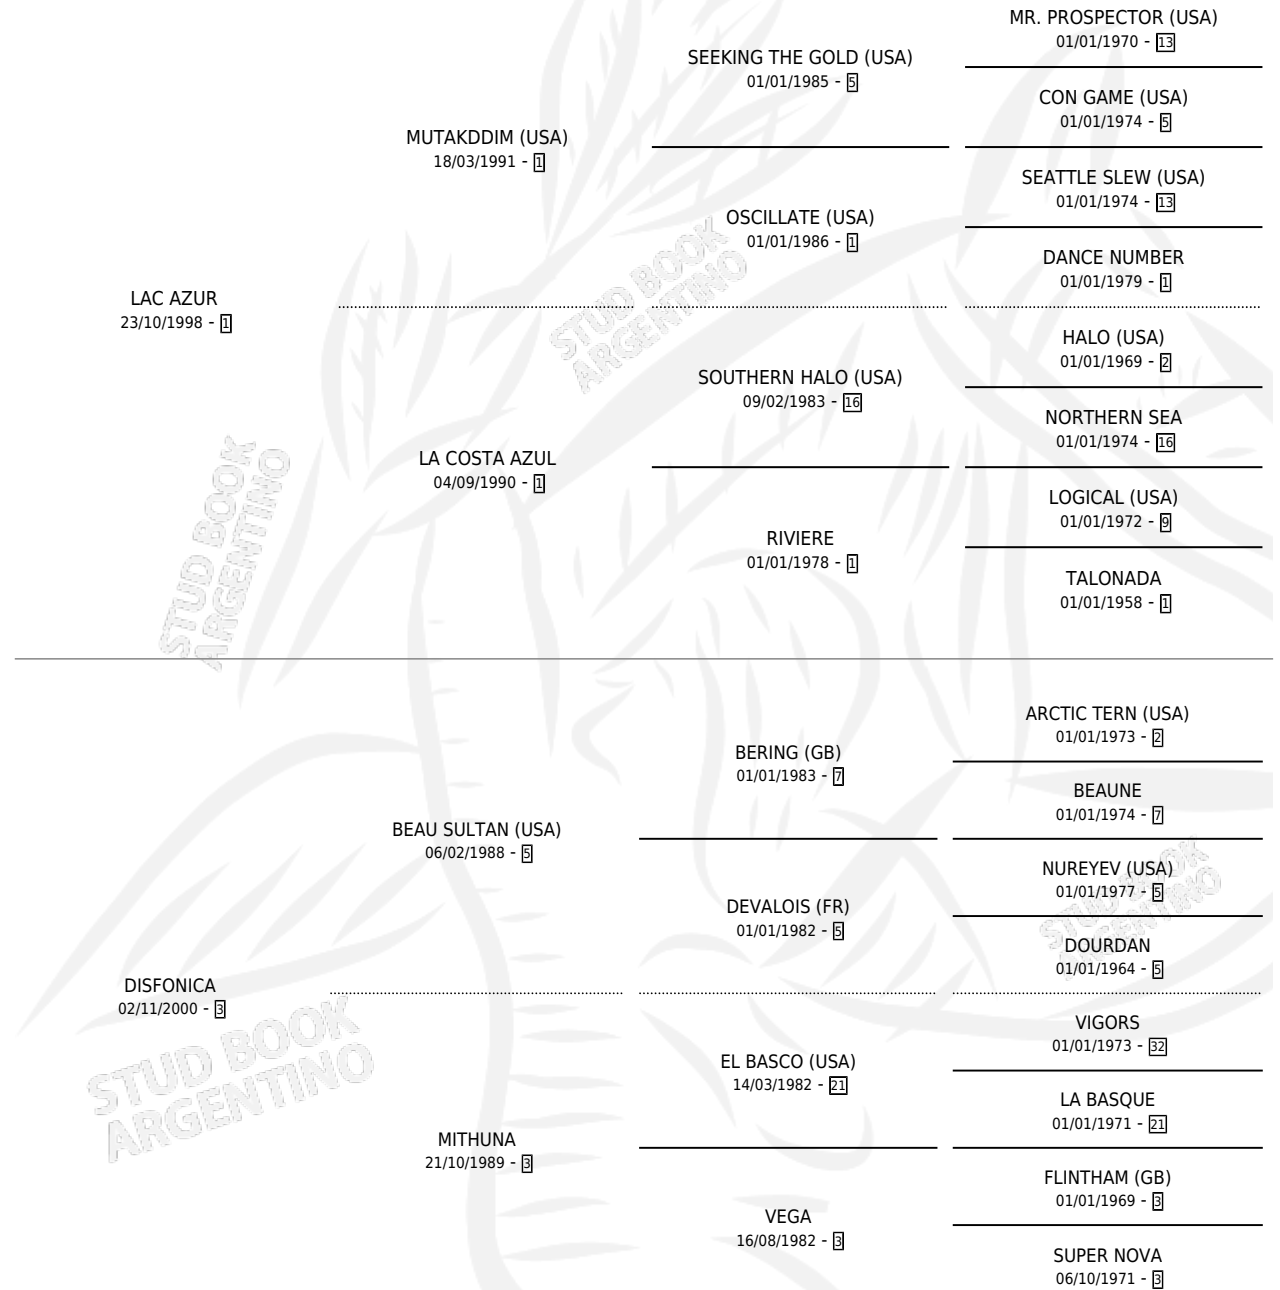 MR. PROSPECTOR (USA)
01/01/1970 - 13
SEEKING THE GOLD (USA)
01/01/1985 - 5
CON GAME (USA)
01/01/1974 - 5
MUTAKDDIM (USA)
18/03/1991 - 1
SEATTLE SLEW (USA)
01/01/1974 - 13
OSCILLATE (USA)
01/01/1986 - 1
DANCE NUMBER
01/01/1979 - 1
LAC AZUR
23/10/1998 - 1
STUD BOOK
ARGENTINO
HALO (USA)
01/01/1969 - 2
SOUTHERN HALO (USA)
09/02/1983 - 16
NORTHERN SEA
01/01/1974 - 16
LA COSTA AZUL
04/09/1990 - 1
LOGICAL (USA)
01/01/1972 - 9
RIVIERE
01/01/1978 - 1
TALONADA
01/01/1958 - 1
STUD BOOK
ARGENTINO
ARCTIC TERN (USA)
01/01/1973 - 2
BERING (GB)
01/01/1983 - 7
BEAUNE
01/01/1974 - 7
BEAU SULTAN (USA)
06/02/1988 - 5
NUREYEV (USA)
01/01/1977 - 5
DEVALOIS (FR)
01/01/1982 - 5
STUD BOOK
ARGENTINO
DOURDAN
01/01/1964 - 5
DISFONICA
02/11/2000 - 3
VIGORS
01/01/1973 - 32
EL BASCO (USA)
14/03/1982 - 21
LA BASQUE
01/01/1971 - 21
STUD BOOK
ARGENTINO
MITHUNA
21/10/1989 - 3
FLINTHAM (GB)
01/01/1969 - 3
VEGA
16/08/1982 - 3
SUPER NOVA
06/10/1971 - 3